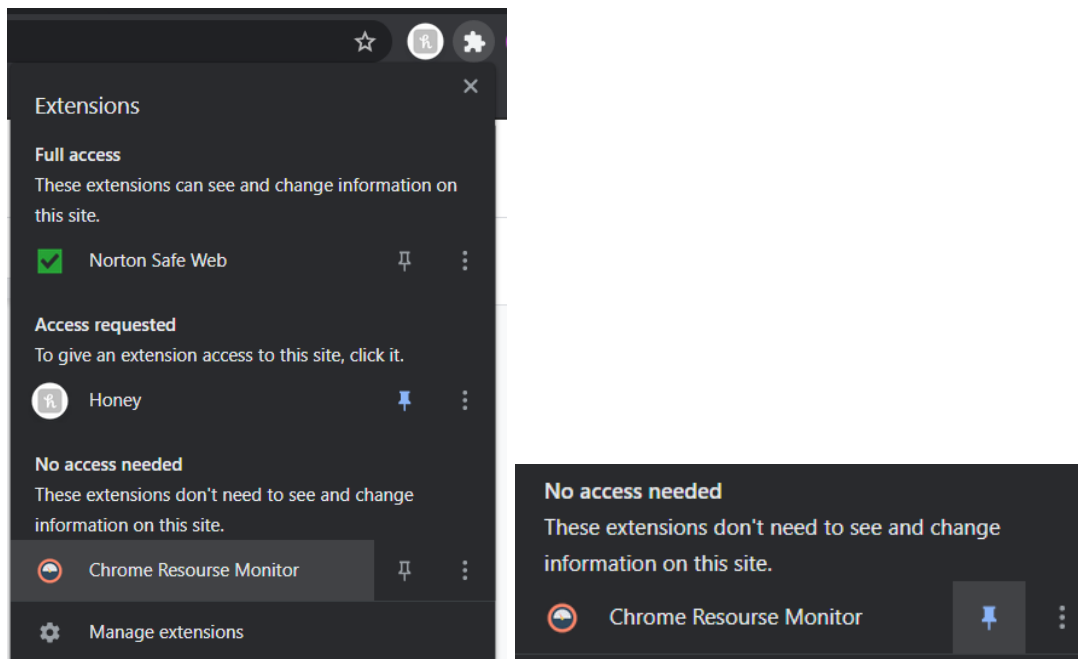 Extensions
Full access
These extensions can see and change information on
this site.
Norton Safe Web
Access requested
To give an extension access to this site, click it.
h
Honey
No access needed
These extensions don't need to see and change
information on this site.
Chrome Resourse Monitor
Manage extensions
No access needed
These extensions don't need to see and change
information on this site.
Chrome Resourse Monitor